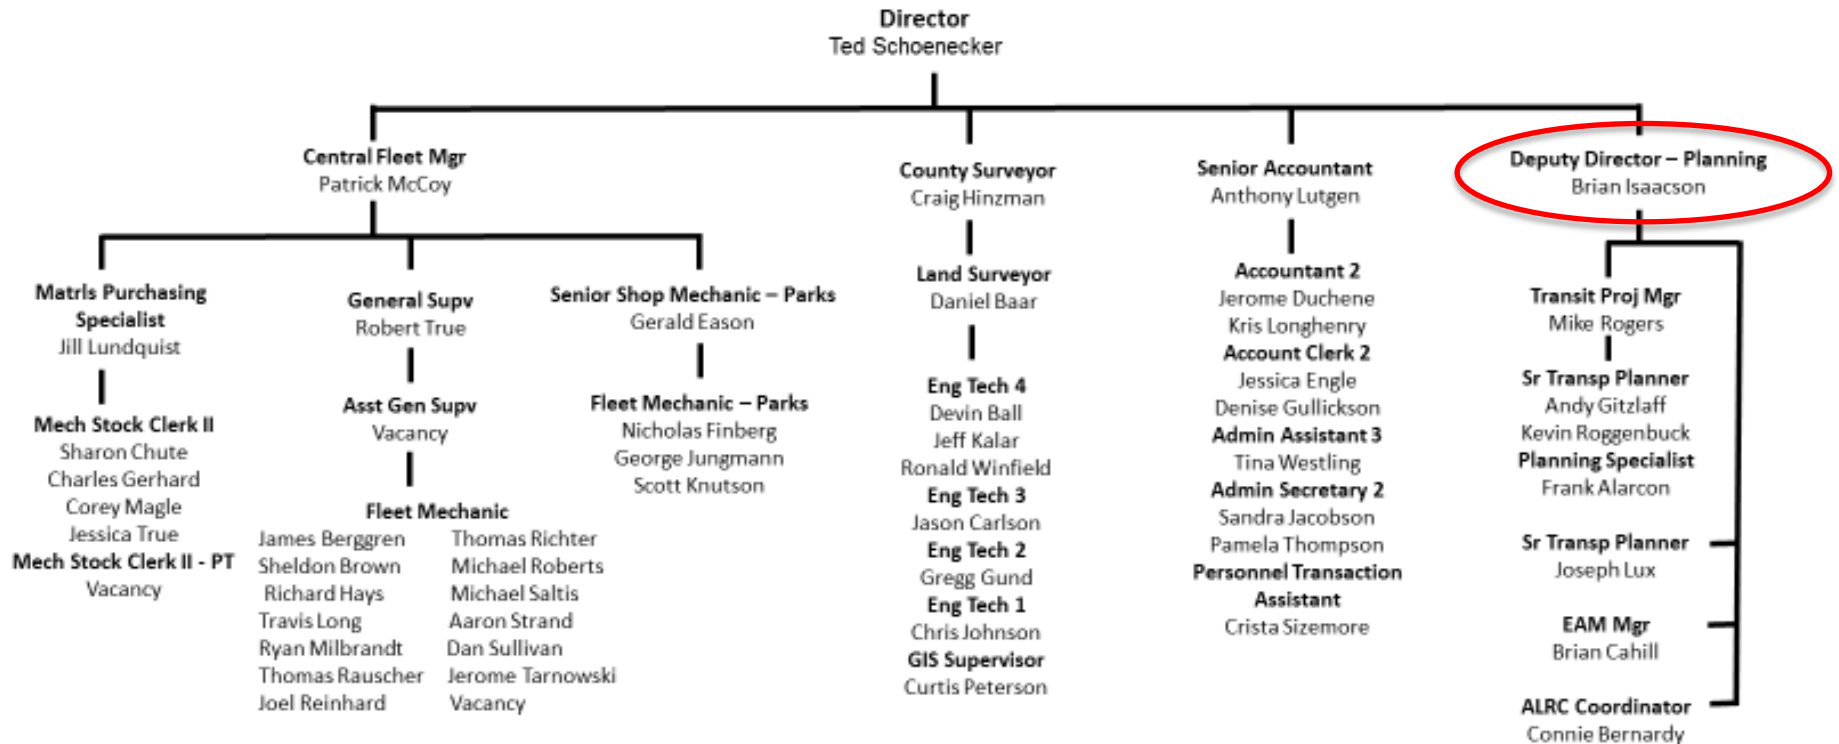 Director
Ted Schoenecker
Central Fleet Mgr
Patrick McCoy
County Surveyor
Craig Hinzman
Senior Accountant
Anthony Lutgen
Deputy Director – Planning
Brian Isaacson
Matrls Purchasing
Specialist
Jill Lundquist
Mech Stock Clerk II
Sharon Chute
Charles Gerhard
Corey Magle
Jessica True
Mech Stock Clerk II - PT
Vacancy
General Supv
Robert True
Asst Gen Supv
Vacancy
Fleet Mechanic
James Berggren Thomas Richter
Sheldon Brown Michael Roberts
Richard Hays Michael Saltis
Travis Long Aaron Strand
Ryan Milbrandt Dan Sullivan
Thomas Rauscher Jerome Tarnowski
Joel Reinhard Vacancy
Senior Shop Mechanic – Parks
Gerald Eason
Fleet Mechanic – Parks
Nicholas Finberg
George Jungmann
Scott Knutson
Land Surveyor
Daniel Baar
Eng Tech 4
Devin Ball
Jeff Kalar
Ronald Winfield
Eng Tech 3
Jason Carlson
Eng Tech 2
Gregg Gund
Eng Tech 1
Chris Johnson
GIS Supervisor
Curtis Peterson
Accountant 2
Jerome Duchene
Kris Longhenry
Account Clerk 2
Jessica Engle
Denise Gullickson
Admin Assistant 3
Tina Westling
Admin Secretary 2
Sandra Jacobson
Pamela Thompson
Personnel Transaction
Assistant
Crista Sizemore
Transit Proj Mgr
Mike Rogers
Sr Transp Planner
Andy Gitzlaff
Kevin Roggenbuck
Planning Specialist
Frank Alarcon
Sr Transp Planner
Joseph Lux
EAM Mgr
Brian Cahill
ALRC Coordinator
Connie Bernardy